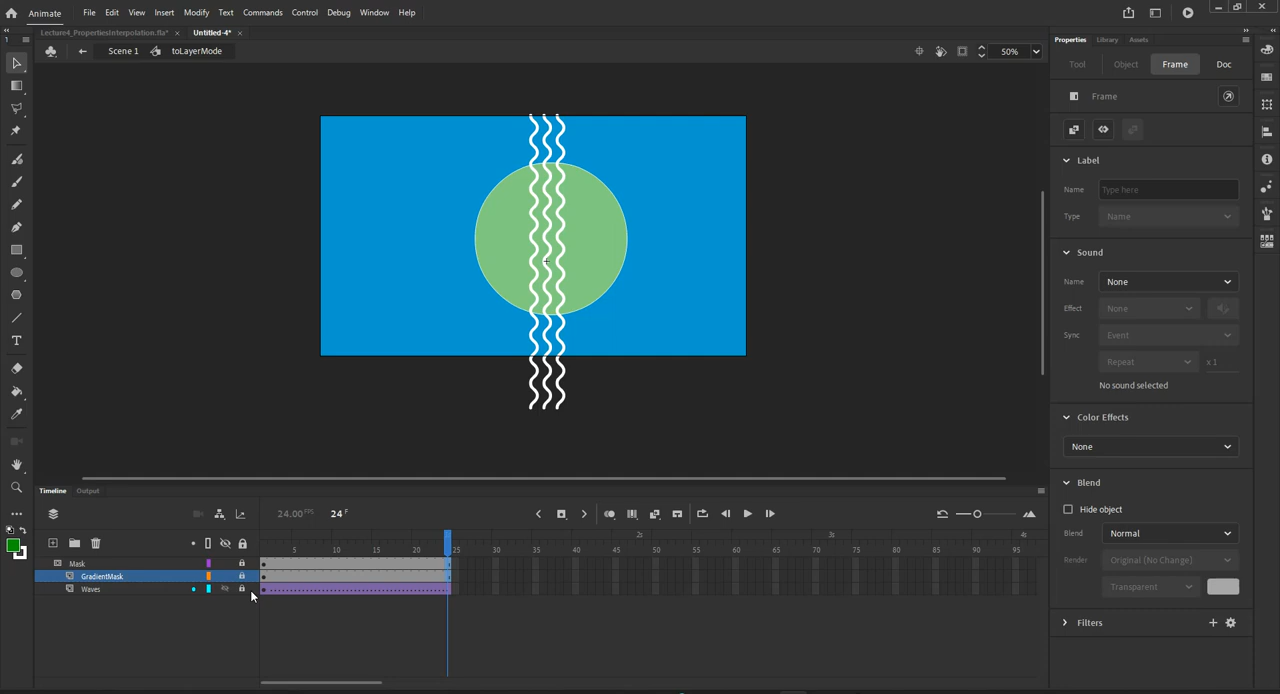 Animate File Edit View Insert Modify Text Commands Control Debug Window Help
Lecture4_PropertiesInterpolation.fla* × Untitled-4* ×
Scene 1 toLayerMode 50%
Properties Library Assets
Tool Object Frame Doc
Frame
Label
Name Type here
Type Name
Sound
Name None
Effect None
Sync Event
Repeat x 1
No sound selected
Color Effects
None
Blend
Hide object
Blend Normal
Render Original (No Change)
Transparent
Filters
Timeline Output
24.00 FPS 24 F
5 10 15 20 25 30 35 40 45 50 55 60 65 70 75 80 85 90 95
2s 3s 4s
Mask
GradientMask
Waves